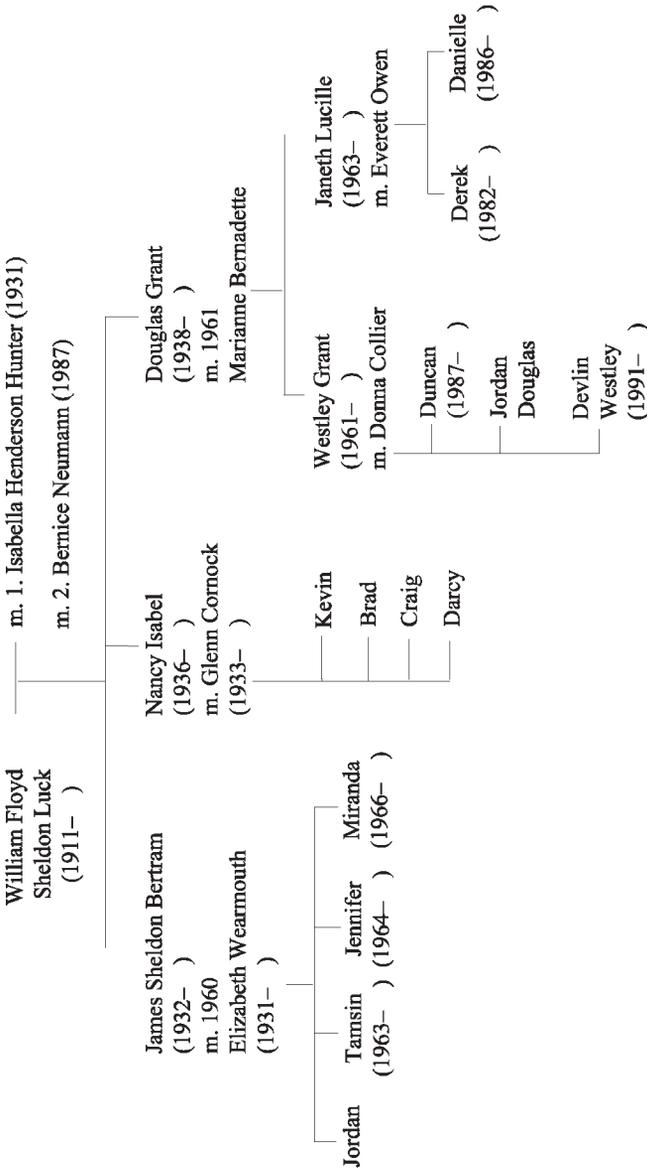 William Floyd
Sheldon Luck
(1911– )
m. 1. Isabella Henderson Hunter (1931)
m. 2. Bernice Neumann (1987)
James Sheldon Bertram
(1932– )
m. 1960
Elizabeth Wearmouth
(1931– )
Jordan
Tamsin
(1963– )
Jennifer
(1964– )
Miranda
(1966– )
Nancy Isabel
(1936– )
m. Glenn Cornock
(1933– )
Kevin
Brad
Craig
Darcy
Douglas Grant
(1938– )
m. 1961
Marianne Bernadette
Westley Grant
(1961– )
m. Donna Collier
Duncan
(1987– )
Jordan
Douglas
Devlin
Westley
(1991– )
Janeth Lucille
(1963– )
m. Everett Owen
Derek
(1982– )
Danielle
(1986– )